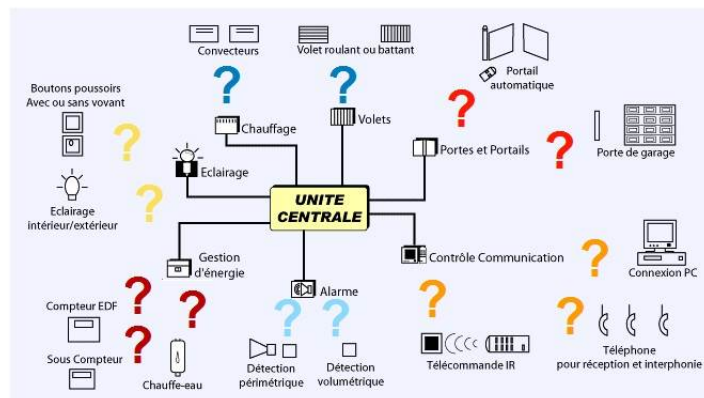 Convecteurs
Volet roulant ou battant
Portail
automatique
Boutons poussoirs
Avec ou sans vovant
?
?
?
?
?
Chauffage
Volets
Portes et Portails
Porte de garage
Eclairage
?
Eclairage
intérieur/extérieur
UNITE
CENTRALE
Gestion
d'énergie
Contrôle Communication
?
Connexion PC
Alarme
?
?
?
?
?
?
?
?
Compteur EDF
Sous Compteur
Chauffe-eau
Détection
périmétrique
Détection
volumétrique
Télécommande IR
Téléphone
pour réception et interphonie